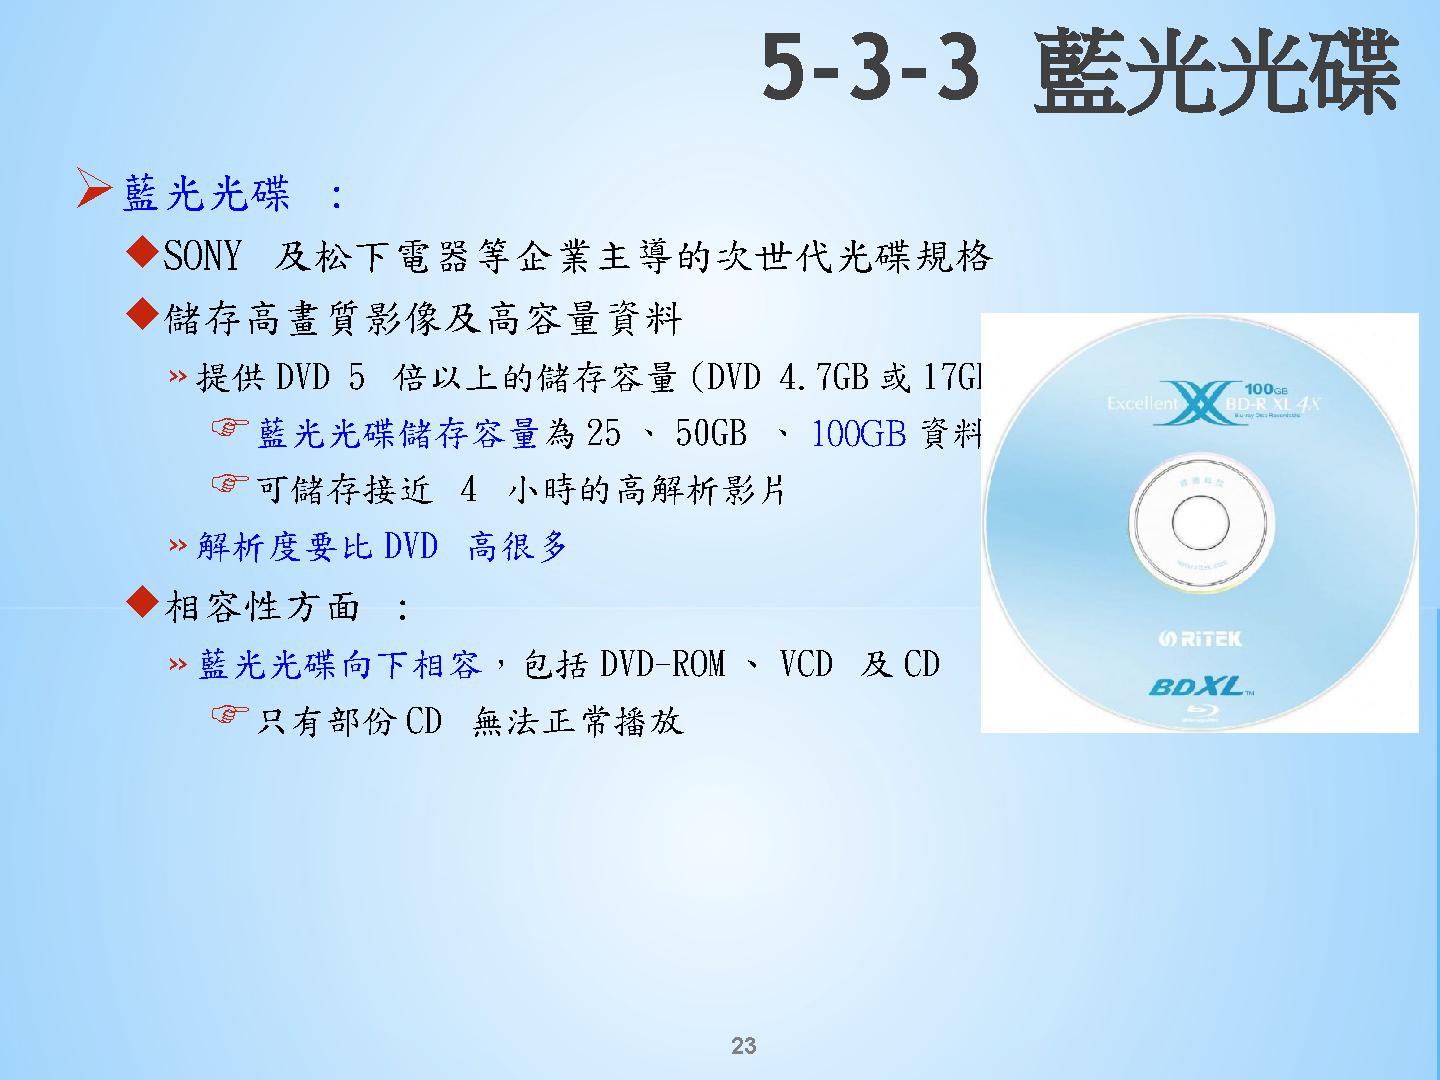 5-3-3 藍光光碟
藍光光碟 :
SONY 及松下電器等企業主導的次世代光碟規格
儲存高畫質影像及高容量資料
» 提供 DVD 5 倍以上的儲存容量 (DVD 4.7GB 或 17G
藍光光碟儲存容量為 25 、 50GB 、 100GB 資料
可儲存接近 4 小時的高解析影片
» 解析度要比 DVD 高很多
相容性方面 :
» 藍光光碟向下相容，包括 DVD-ROM 、 VCD 及 CD
只有部份 CD 無法正常播放
100GB
Excellent BD-R XL 4X
Blu-ray Disc Recordable
RiTEK
BDXL™
23